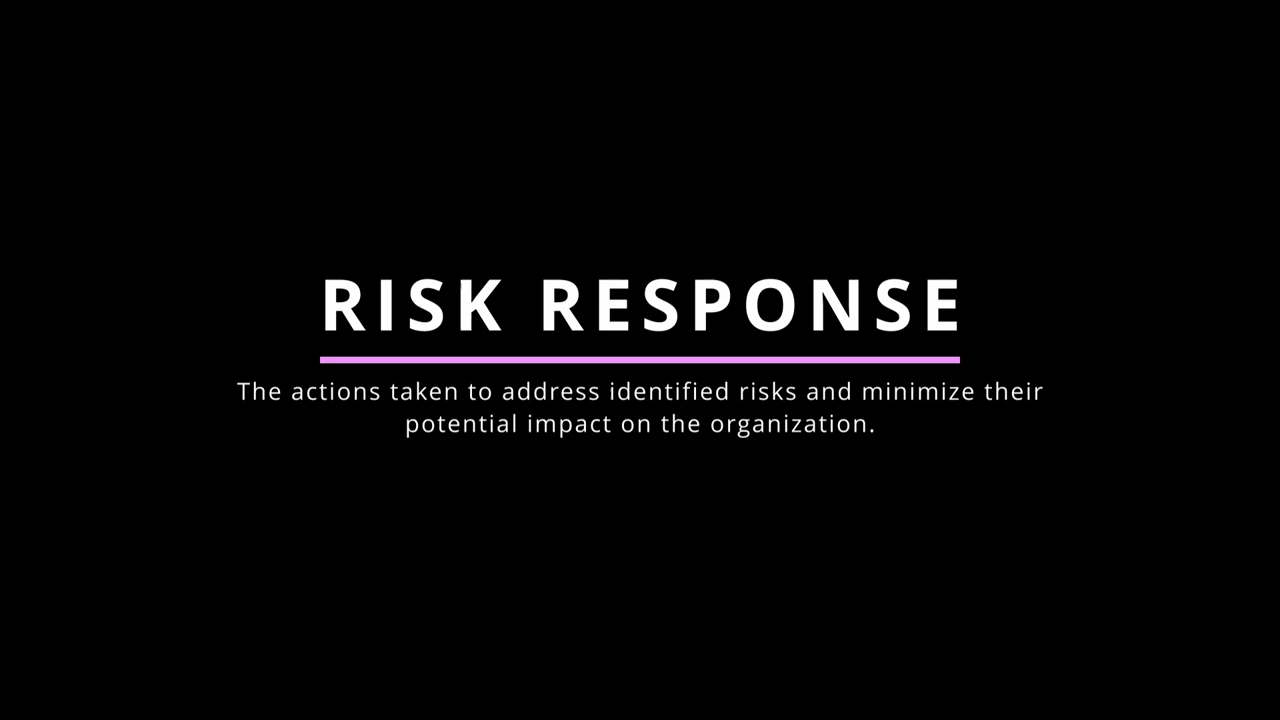 RISK RESPONSE
The actions taken to address identified risks and minimize their
potential impact on the organization.